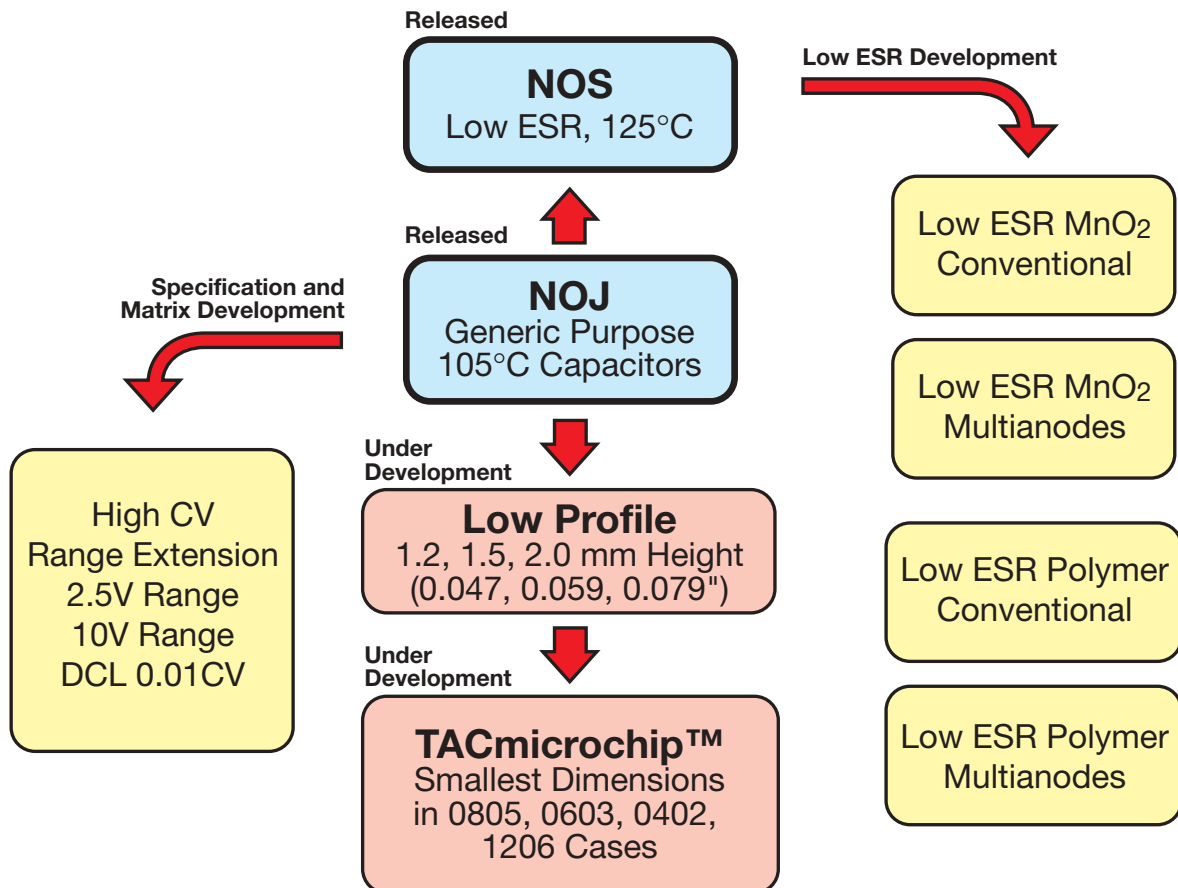 Released
NOS
Low ESR, 125°C
Low ESR Development
Low ESR MnO₂
Conventional
Low ESR MnO₂
Multianodes
Low ESR Polymer
Conventional
Low ESR Polymer
Multianodes
Released
NOJ
Generic Purpose
105°C Capacitors
Specification and
Matrix Development
High CV
Range Extension
2.5V Range
10V Range
DCL 0.01CV
Under
Development
Low Profile
1.2, 1.5, 2.0 mm Height
(0.047, 0.059, 0.079")
Under
Development
TACmicrochip™
Smallest Dimensions
in 0805, 0603, 0402,
1206 Cases